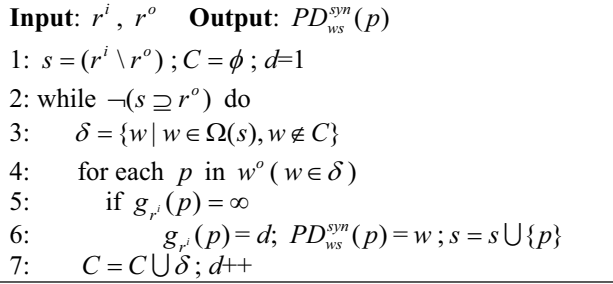 Input: r^i , r^o    Output: PD_{ws}^{syn}(p)
1: s = (r^i \ r^o) ; C = ϕ ; d=1
2: while ¬(s ⊇ r^o) do
3:     δ = {w | w ∈ Ω(s), w ∉ C}
4:     for each p in w^o ( w ∈ δ )
5:         if g_{r^i}(p) = ∞
6:             g_{r^i}(p) = d; PD_{ws}^{syn}(p) = w ; s = s ⋃ {p}
7:     C = C ⋃ δ ; d++